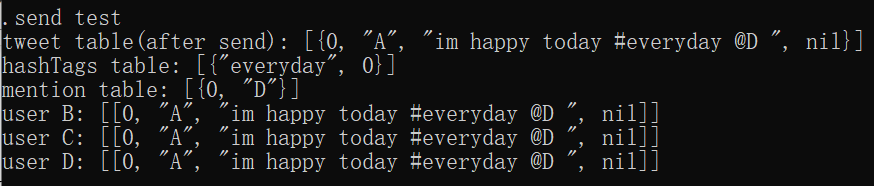 .send test
tweet table(after send): [{0, "A", "im happy today #everyday @D ", nil}]
hashTags table: [{"everyday", 0}]
mention table: [{0, "D"}]
user B: [[0, "A", "im happy today #everyday @D ", nil]]
user C: [[0, "A", "im happy today #everyday @D ", nil]]
user D: [[0, "A", "im happy today #everyday @D ", nil]]